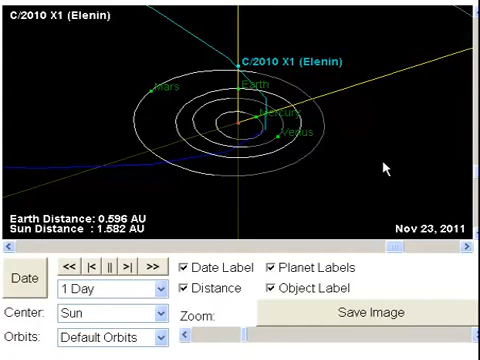 C/2010 X1 (Elenin)
C/2010 X1 (Elenin)
Mars
Earth
Mercury
Venus
Earth Distance: 0.596 AU
Sun Distance : 1.582 AU
Nov 23, 2011
Date
<< |< || >| >>
Date Label
Planet Labels
1 Day
Distance
Object Label
Center:
Sun
Zoom:
Save Image
Orbits:
Default Orbits